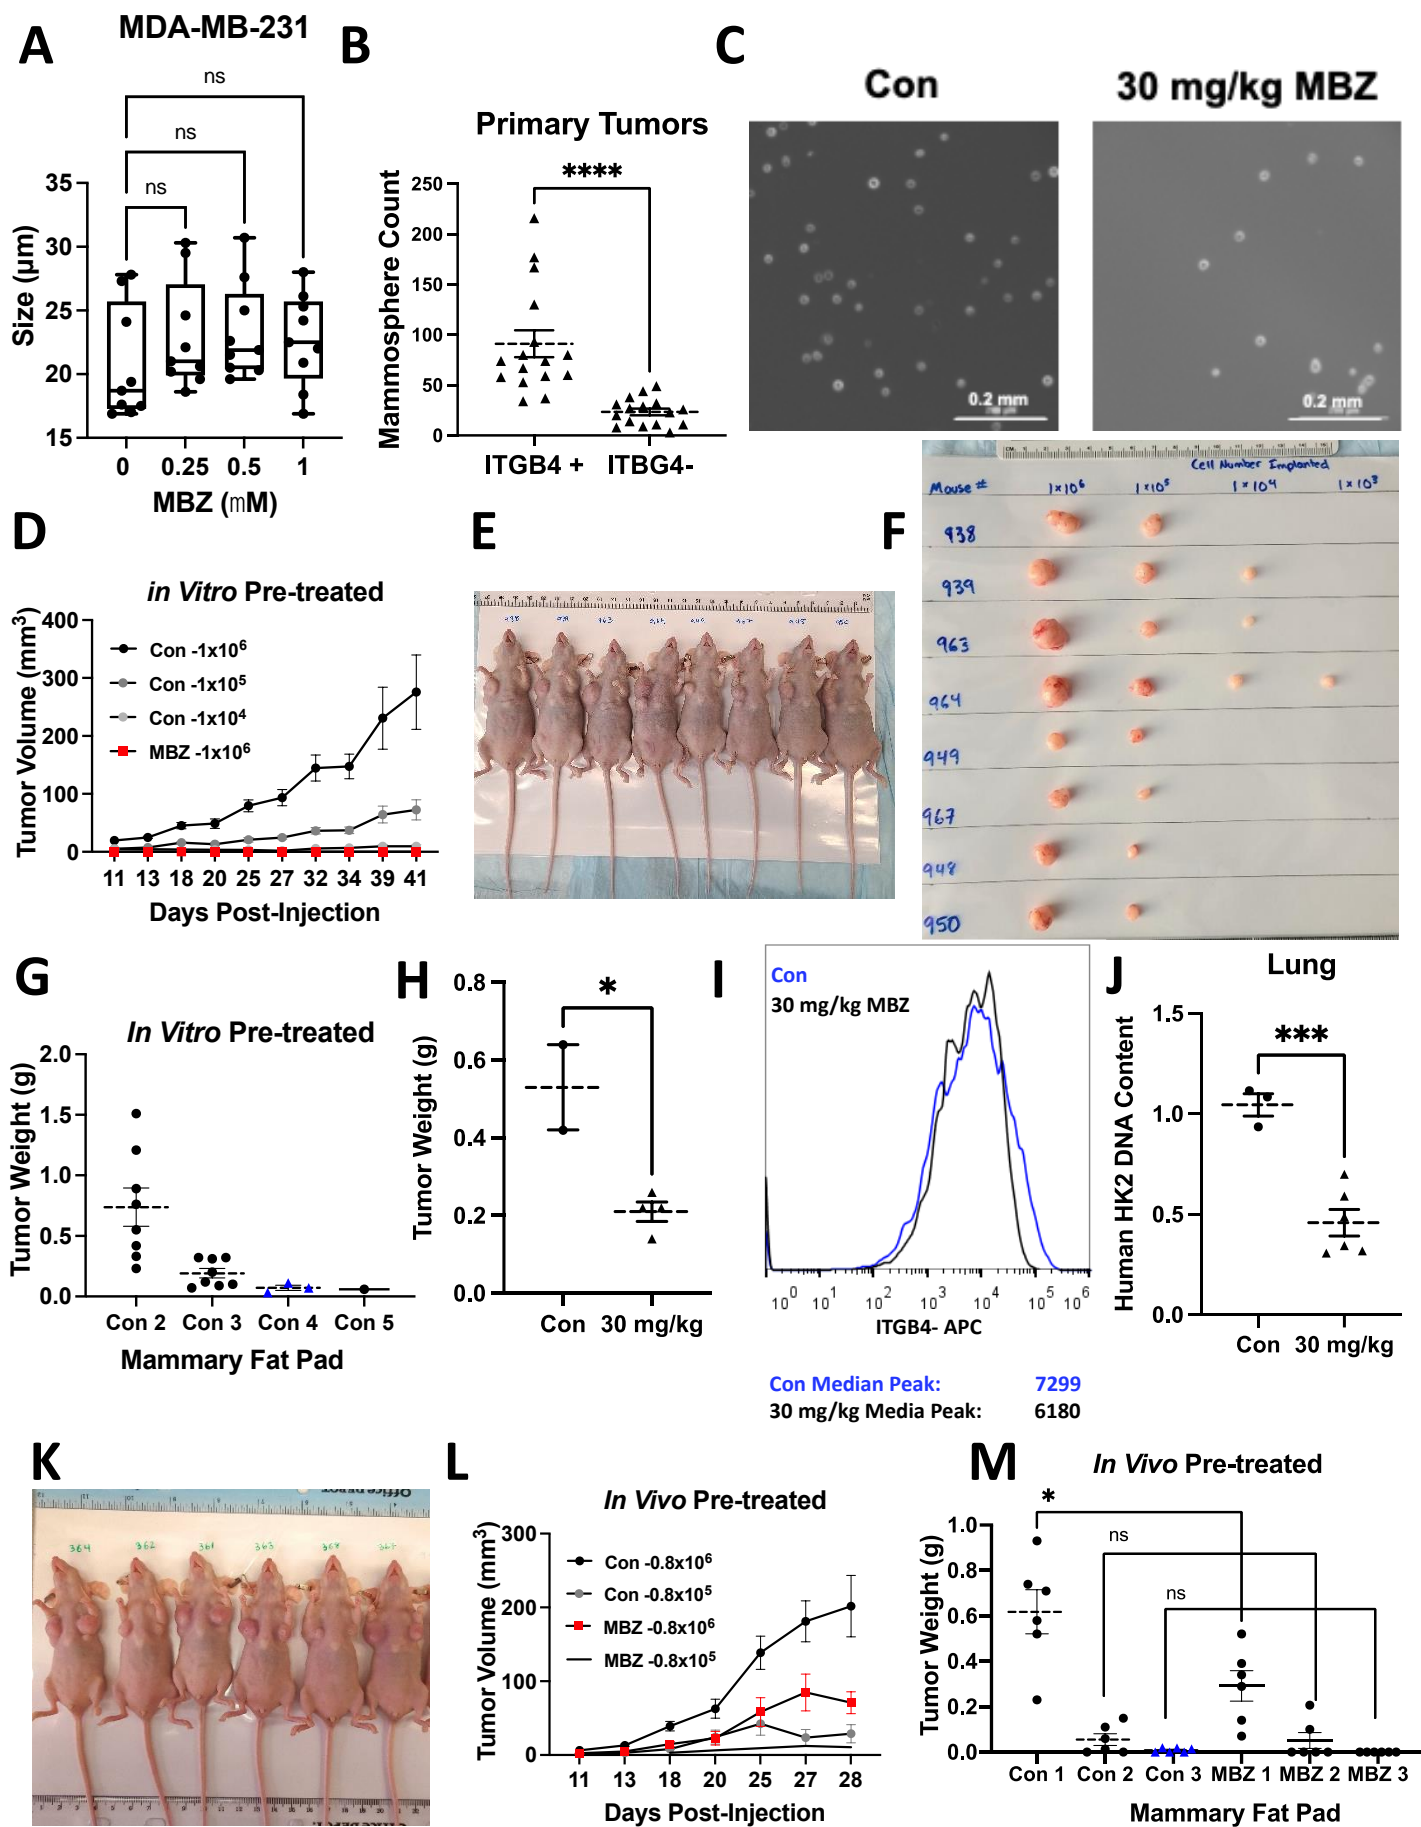 A
MDA-MB-231
ns
ns
ns
35
30
25
20
15
Size (µm)
0 0.25 0.5 1
MBZ (mM)
B
Primary Tumors
****
250
200
150
100
50
0
Mammosphere Count
ITGB4 + ITBG4-
C
Con
30 mg/kg MBZ
0.2 mm
0.2 mm
D
in Vitro Pre-treated
400
300
200
100
0
Tumor Volume (mm³)
Con -1x10⁶
Con -1x10⁵
Con -1x10⁴
MBZ -1x10⁶
11 13 18 20 25 27 32 34 39 41
Days Post-Injection
E
F
Cell Number Implanted
Mouse # 1x10⁶ 1x10⁵ 1x10⁴ 1x10³
938
939
963
964
949
967
948
950
G
In Vitro Pre-treated
2.0
1.5
1.0
0.5
0.0
Tumor Weight (g)
Con 2 Con 3 Con 4 Con 5
Mammary Fat Pad
H
*
0.8
0.6
0.4
0.2
0.0
Tumor Weight (g)
Con 30 mg/kg
I
Con
30 mg/kg MBZ
10⁰ 10¹ 10² 10³ 10⁴ 10⁵ 10⁶
ITGB4- APC
Con Median Peak: 7299
30 mg/kg Media Peak: 6180
J
Lung
***
1.5
1.0
0.5
0.0
Human HK2 DNA Content
Con 30 mg/kg
K
Office DEPOT
364 362 361 363 368
L
In Vivo Pre-treated
300
200
100
0
Tumor Volume (mm³)
Con -0.8x10⁶
Con -0.8x10⁵
MBZ -0.8x10⁶
MBZ -0.8x10⁵
11 13 18 20 25 27 28
Days Post-Injection
M
In Vivo Pre-treated
*
ns
ns
1.0
0.8
0.6
0.4
0.2
0.0
Tumor Weight (g)
Con 1 Con 2 Con 3 MBZ 1 MBZ 2 MBZ 3
Mammary Fat Pad